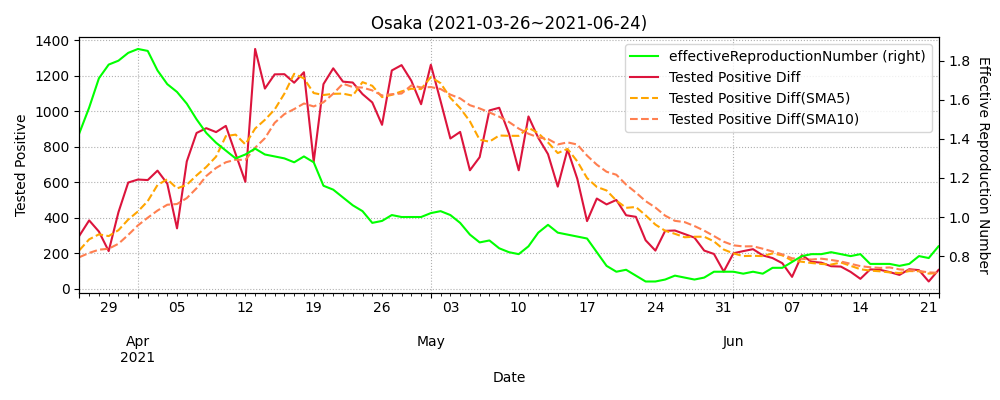 Osaka (2021-03-26~2021-06-24)
effectiveReproductionNumber (right)
Tested Positive Diff
Tested Positive Diff(SMA5)
Tested Positive Diff(SMA10)
Tested Positive
1400
1200
1000
800
600
400
200
0
1.8
1.6
1.4
1.2
1.0
0.8
Effective Reproduction Number
29 05 12 19 26 03 10 17 24 31 07 14 21
Apr May Jun
2021
Date